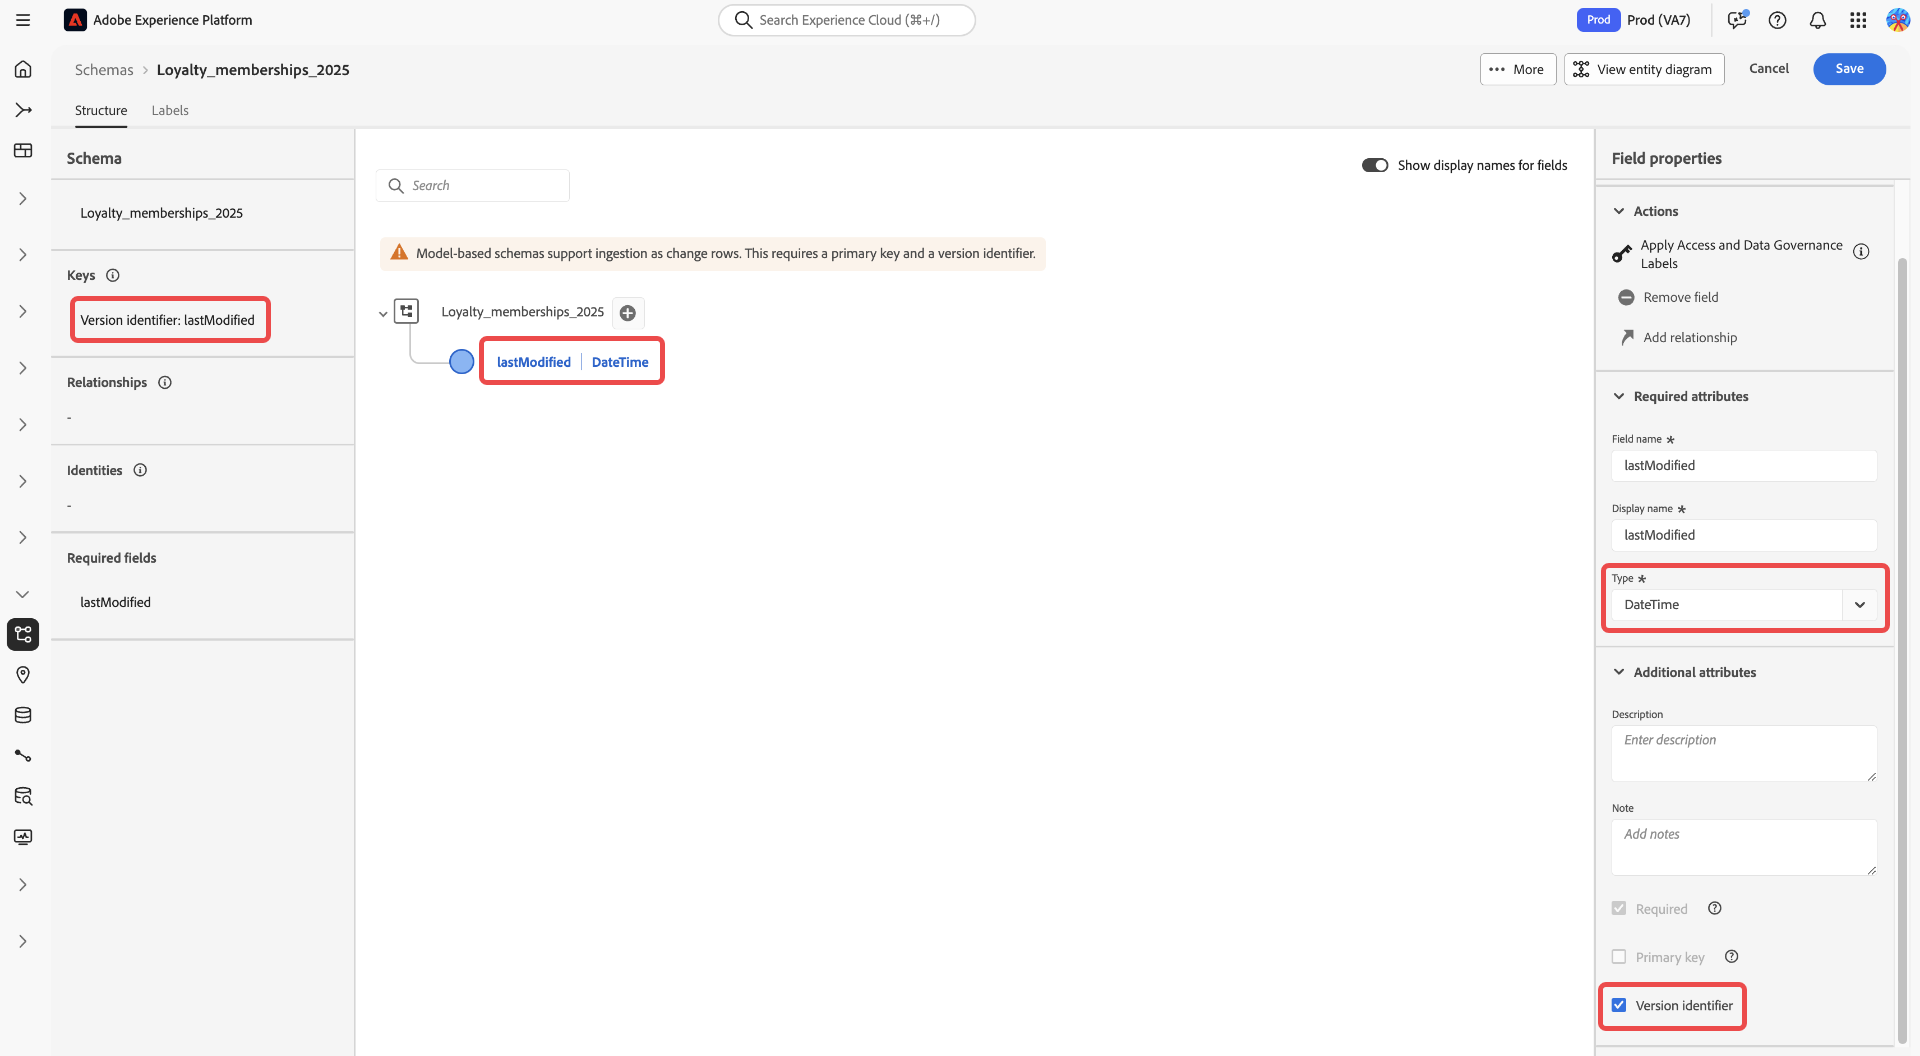 Adobe Experience Platform
Search Experience Cloud (⌘+/)
Prod
Prod (VA7)
Schemas
Loyalty_memberships_2025
More
View entity diagram
Cancel
Save
Structure
Labels
Schema
Loyalty_memberships_2025
Keys
Version identifier: lastModified
Relationships
-
Identities
-
Required fields
lastModified
Search
Show display names for fields
Model-based schemas support ingestion as change rows. This requires a primary key and a version identifier.
Loyalty_memberships_2025
lastModified | DateTime
Field properties
Actions
Apply Access and Data Governance
Labels
Remove field
Add relationship
Required attributes
Field name *
lastModified
Display name *
lastModified
Type *
DateTime
Additional attributes
Description
Enter description
Note
Add notes
Required
Primary key
Version identifier